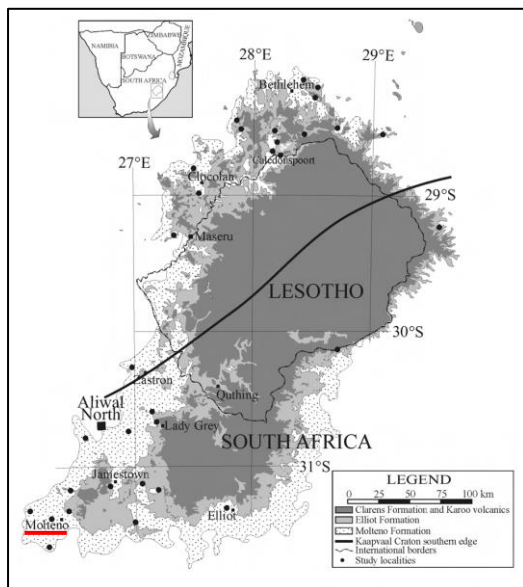 ZIMBABWE
NAMIBIA
MOZAMBIQUE
BOTSWANA
SOUTH AFRICA
28°E
29°E
Bethlehem
27°E
Caledonspoort
Clocolan
29°S
Maseru
LESOTHO
30°S
Zastron
Quthing
Aliwal
North
Lady Grey
SOUTH AFRICA
31°S
Jamestown
Molteno
Elliot
LEGEND
0 25 50 75 100 km
Clarens Formation and Karoo volcanics
Elliot Formation
Molteno Formation
Kaapvaal Craton southern edge
International borders
Study localities